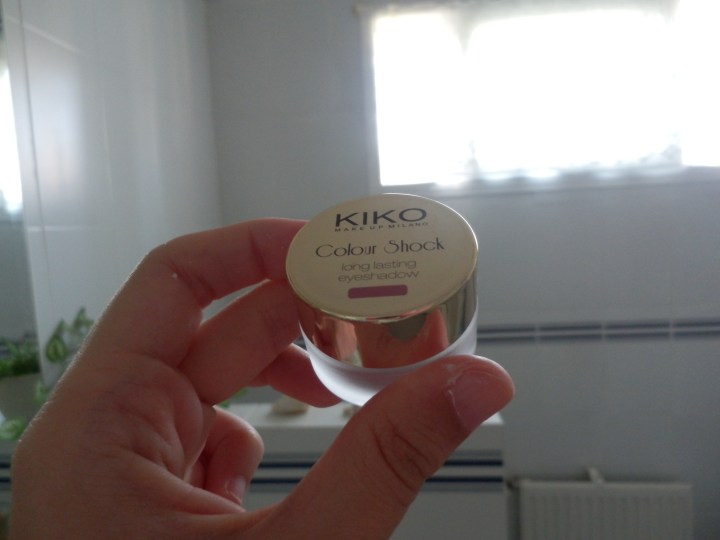 KIKO
MAKE UP MILANO
Colour Shock
long lasting
eyeshadow